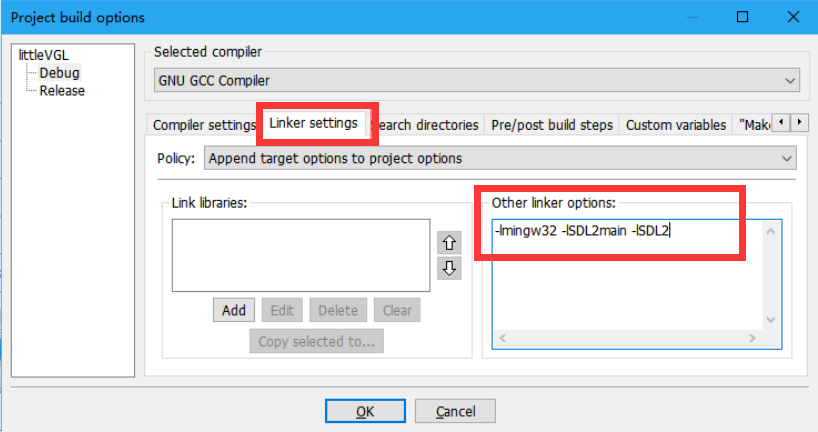 Project build options
littleVGL
Debug
Release
Selected compiler
GNU GCC Compiler
Compiler settings
Linker settings
earch directories
Pre/post build steps
Custom variables
"Make
Policy:
Append target options to project options
Link libraries:
Add
Edit
Delete
Clear
Copy selected to...
Other linker options:
-lmingw32 -lSDL2main -lSDL2
OK
Cancel